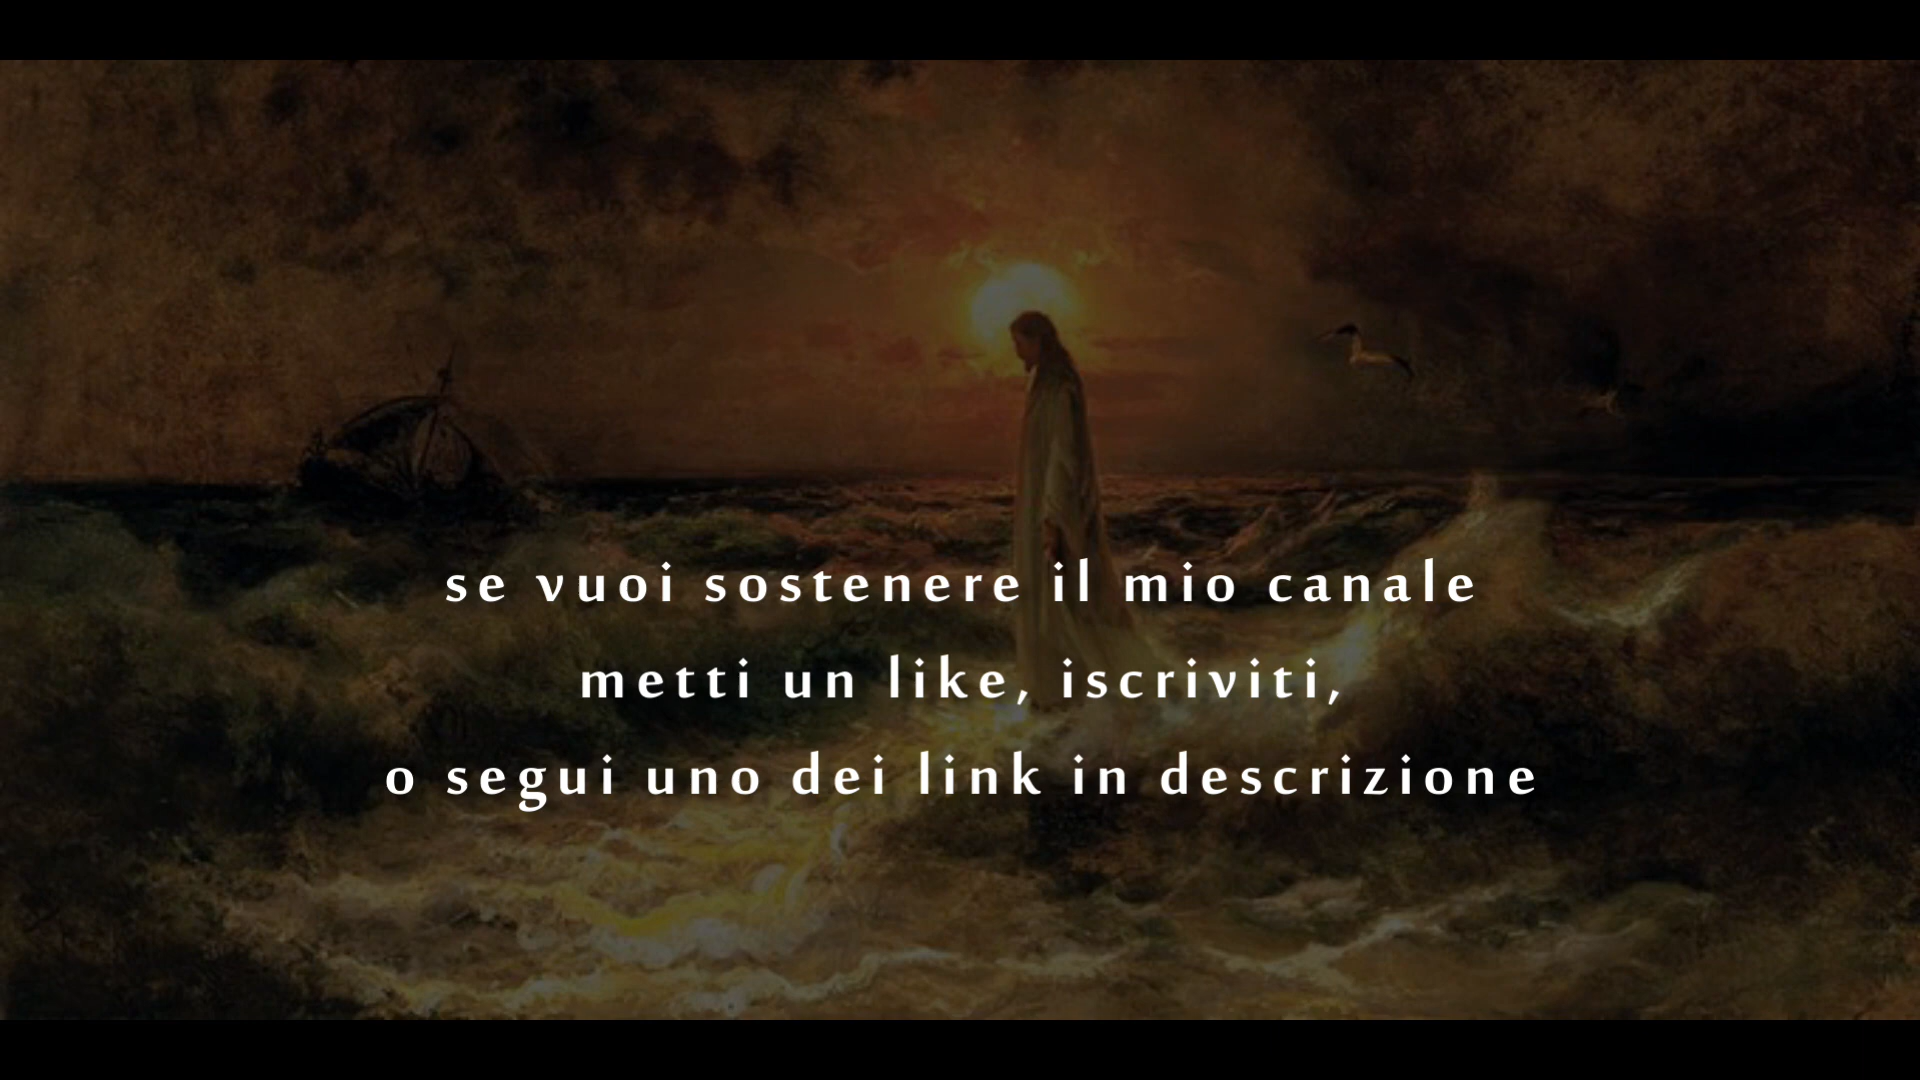 se vuoi sostenere il mio canale
metti un like, iscriviti,
o segui uno dei link in descrizione